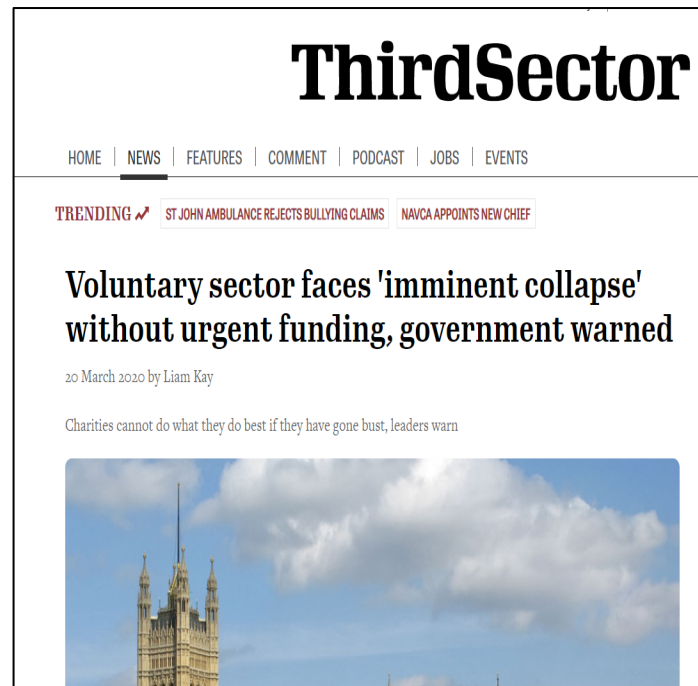 ThirdSector
HOME
NEWS
FEATURES
COMMENT
PODCAST
JOBS
EVENTS
TRENDING
ST JOHN AMBULANCE REJECTS BULLYING CLAIMS
NAVCA APPOINTS NEW CHIEF
Voluntary sector faces 'imminent collapse'
without urgent funding, government warned
20 March 2020 by Liam Kay
Charities cannot do what they do best if they have gone bust, leaders warn